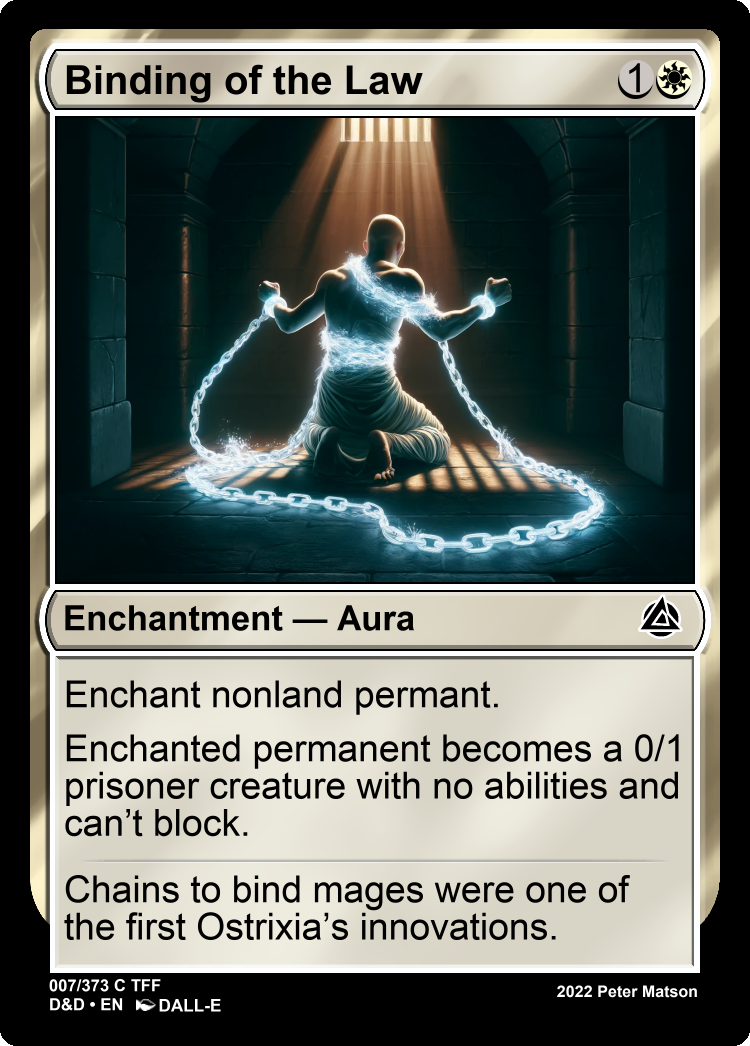 Binding of the Law 1
Enchantment — Aura
Enchant nonland permant.
Enchanted permanent becomes a 0/1
prisoner creature with no abilities and
can't block.
Chains to bind mages were one of
the first Ostrixia's innovations.
007/373 C TFF
D&D • EN DALL-E
2022 Peter Matson